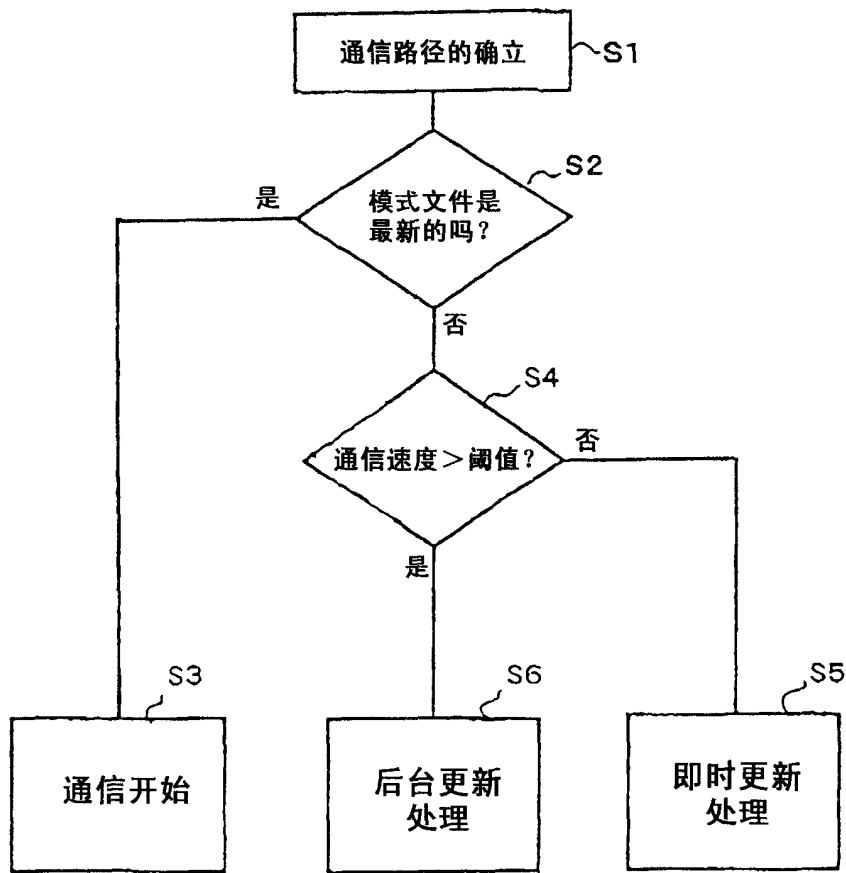 通信路径的确立
S1
S2
模式文件是
最新的吗?
是
否
S4
通信速度＞阈值?
否
是
S3
通信开始
S6
后台更新
处理
S5
即时更新
处理